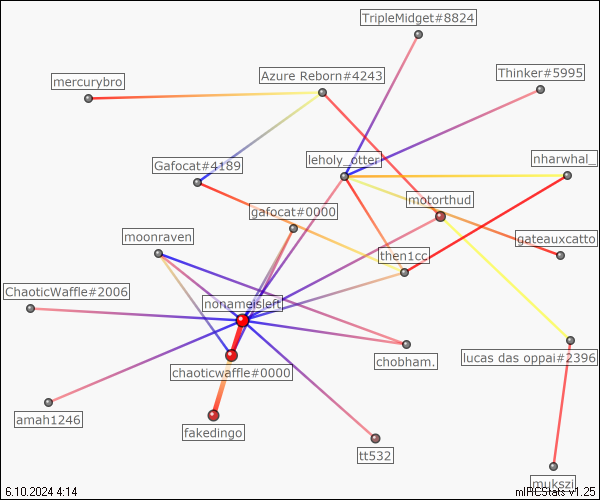 TripleMidget#8824
Thinker#5995
Azure Reborn#4243
mercurybro
leholy_otter
nharwhal_
Gafocat#4189
motorthud
gafocat#0000
moonraven
gateauxcatto
then1cc
ChaoticWaffle#2006
nonameisleft
chobham.
lucas das oppai#2396
chaoticwaffle#0000
amah1246
fakedingo
tt532
mukszi
6.10.2024 4:14
mIRCStats v1.25